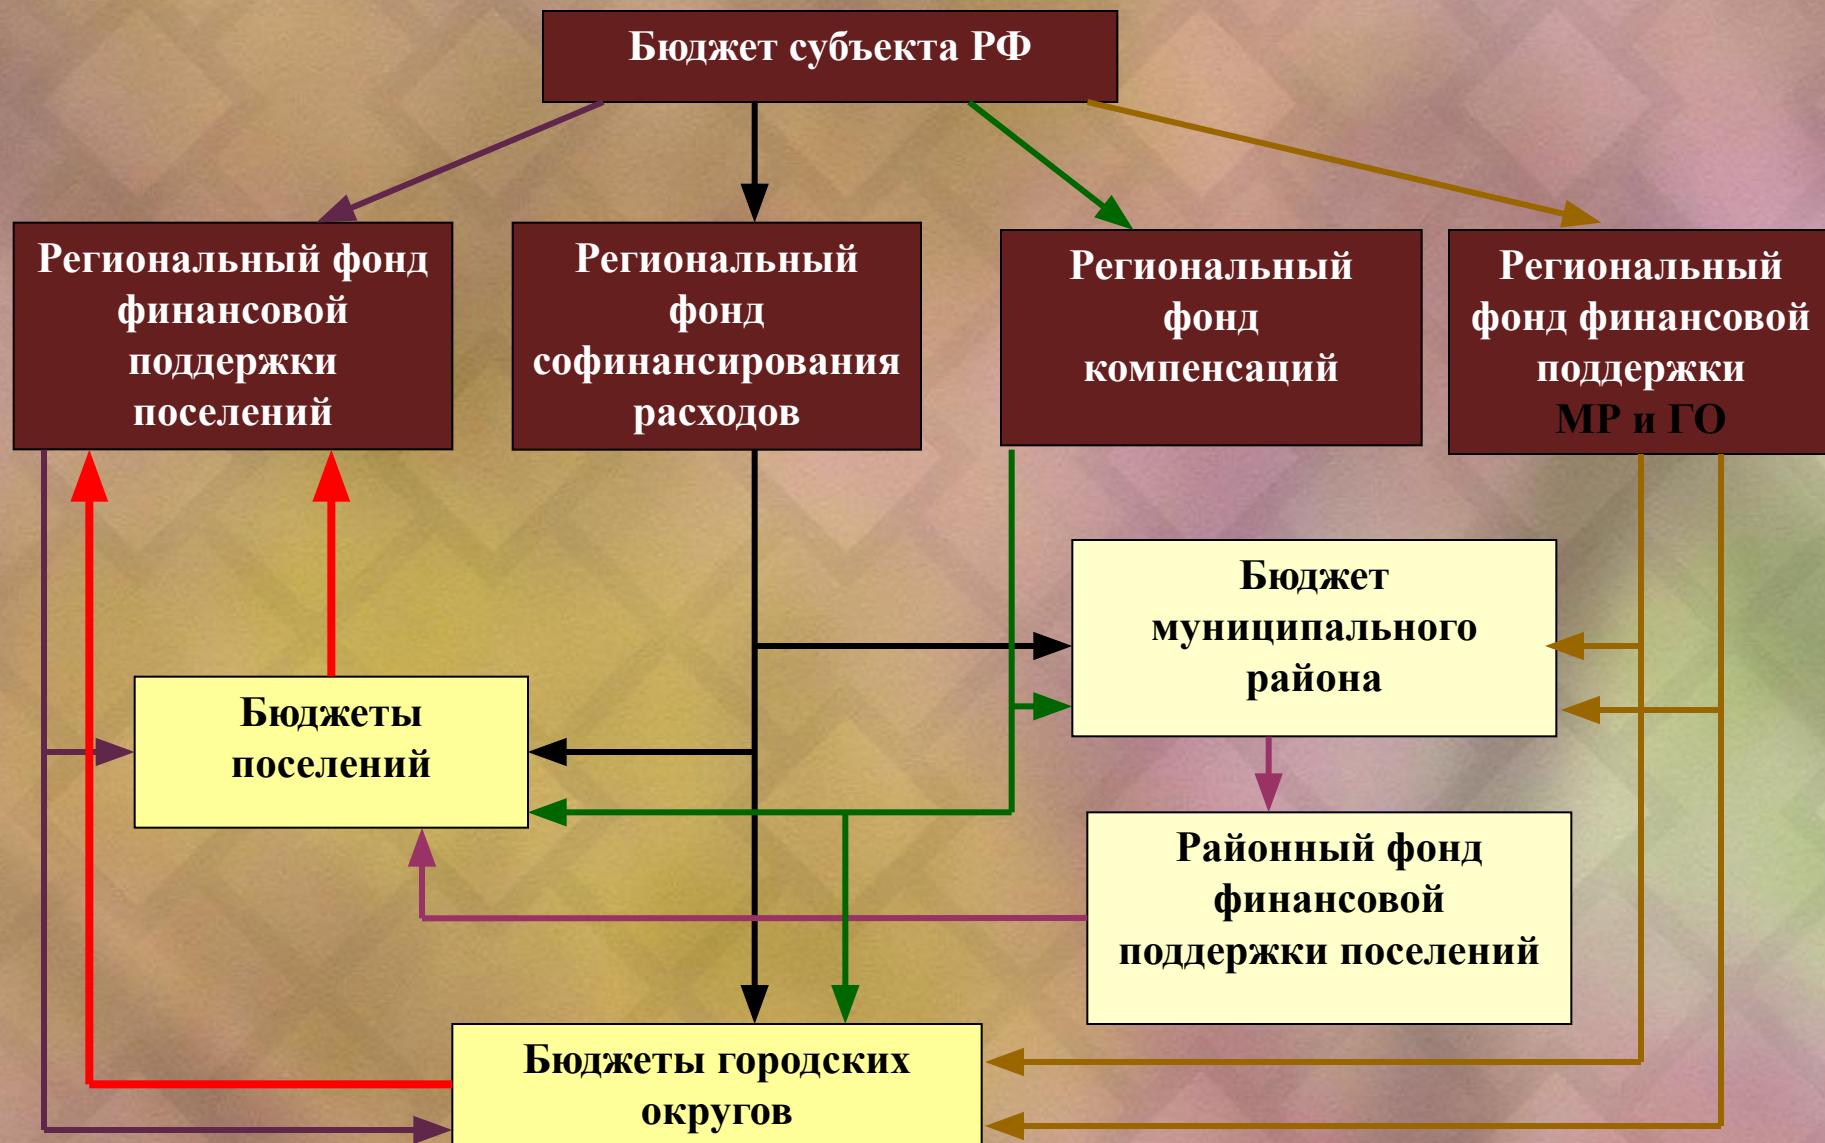 Бюджет субъекта РФ
Региональный фонд
финансовой
поддержки
поселений
Региональный
фонд
софинансирования
расходов
Региональный
фонд
компенсаций
Региональный
фонд финансовой
поддержки
МР и ГО
Бюджет
муниципального
района
Бюджеты
поселений
Районный фонд
финансовой
поддержки поселений
Бюджеты городских
округов